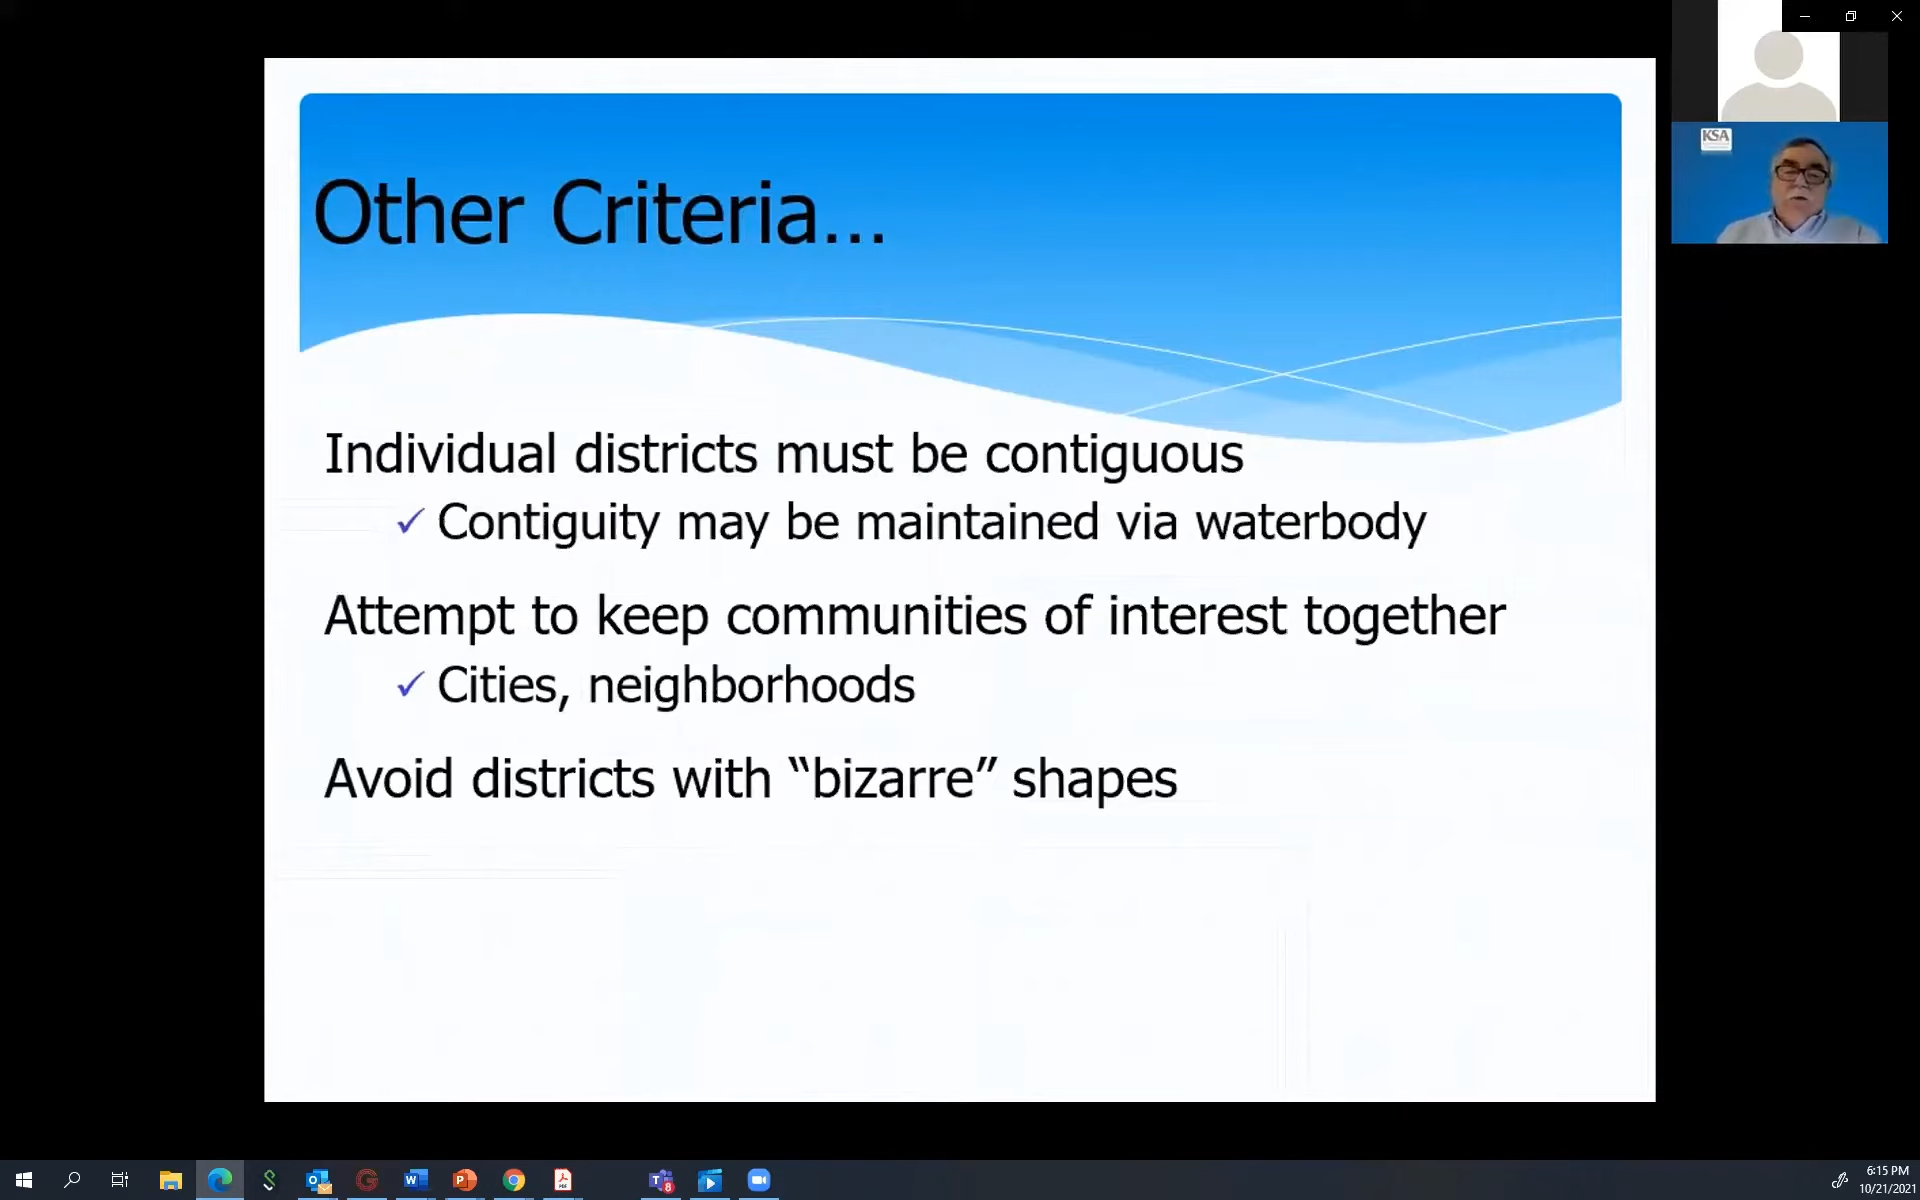 KSA
Other Criteria...
Individual districts must be contiguous
✓ Contiguity may be maintained via waterbody
Attempt to keep communities of interest together
✓ Cities, neighborhoods
Avoid districts with “bizarre” shapes
6:15 PM
10/21/2021